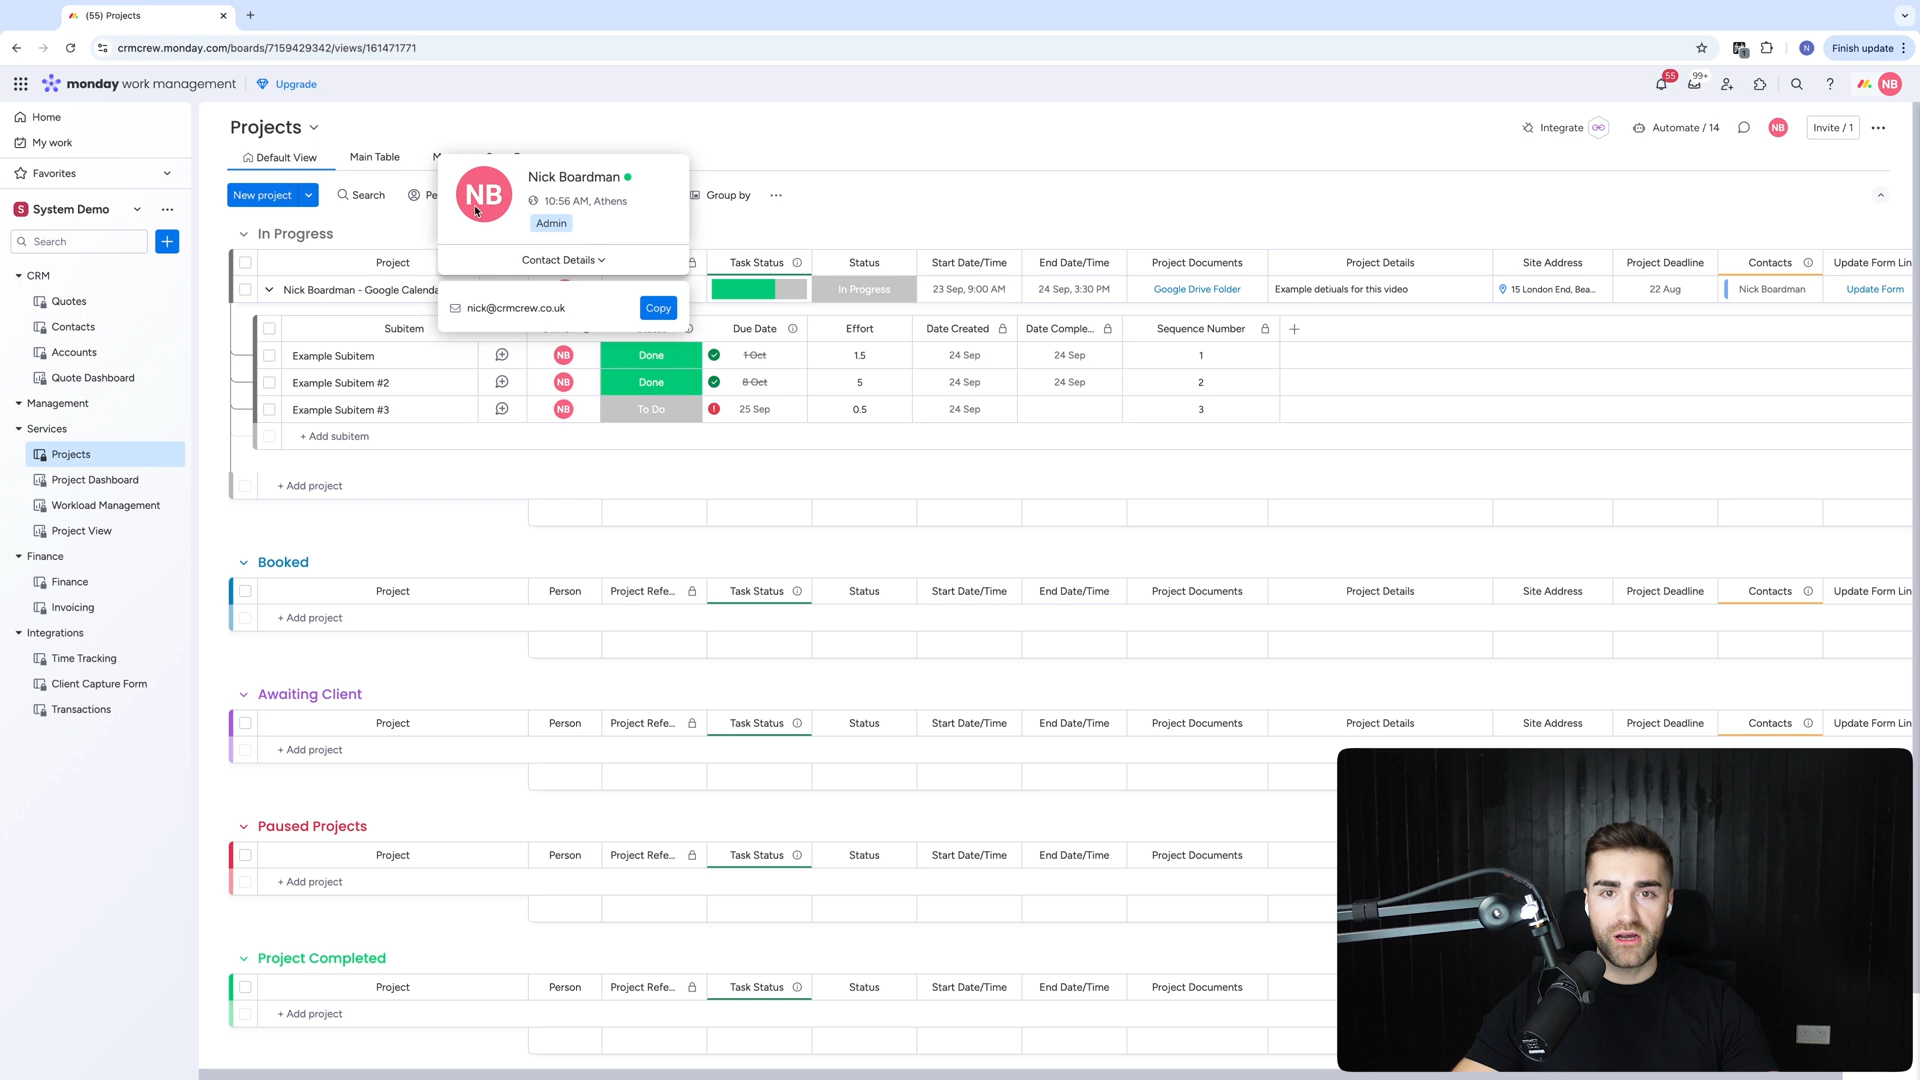 (55) Projects
crmcrew.monday.com/boards/7159429342/views/161471771
N
Finish update
monday work management
Upgrade
55
99+
NB
Home
My work
Favorites
System Demo
Search
CRM
Quotes
Contacts
Accounts
Quote Dashboard
Management
Services
Projects
Project Dashboard
Workload Management
Project View
Finance
Finance
Invoicing
Integrations
Time Tracking
Client Capture Form
Transactions
Projects
Integrate
Automate / 14
NB
Invite / 1
Default View
Main Table
New project
Search
Group by
NB
Nick Boardman
10:56 AM, Athens
Admin
Contact Details
nick@crmcrew.co.uk
Copy
In Progress
Project Task Status Status Start Date/Time End Date/Time Project Documents Project Details Site Address Project Deadline Contacts Update Form Lin
Nick Boardman - Google Calenda In Progress 23 Sep, 9:00 AM 24 Sep, 3:30 PM Google Drive Folder Example detiuals for this video 15 London End, Bea... 22 Aug Nick Boardman Update Form
Subitem Due Date Effort Date Created Date Comple... Sequence Number
Example Subitem NB Done 1 Oct 1.5 24 Sep 24 Sep 1
Example Subitem #2 NB Done 8 Oct 5 24 Sep 24 Sep 2
Example Subitem #3 NB To Do 25 Sep 0.5 24 Sep 3
+ Add subitem
+ Add project
Booked
Project Person Project Refe... Task Status Status Start Date/Time End Date/Time Project Documents Project Details Site Address Project Deadline Contacts Update Form Lin
+ Add project
Awaiting Client
Project Person Project Refe... Task Status Status Start Date/Time End Date/Time Project Documents Project Details Site Address Project Deadline Contacts Update Form Lin
+ Add project
Paused Projects
Project Person Project Refe... Task Status Status Start Date/Time End Date/Time Project Documents
+ Add project
Project Completed
Project Person Project Refe... Task Status Status Start Date/Time End Date/Time Project Documents
+ Add project